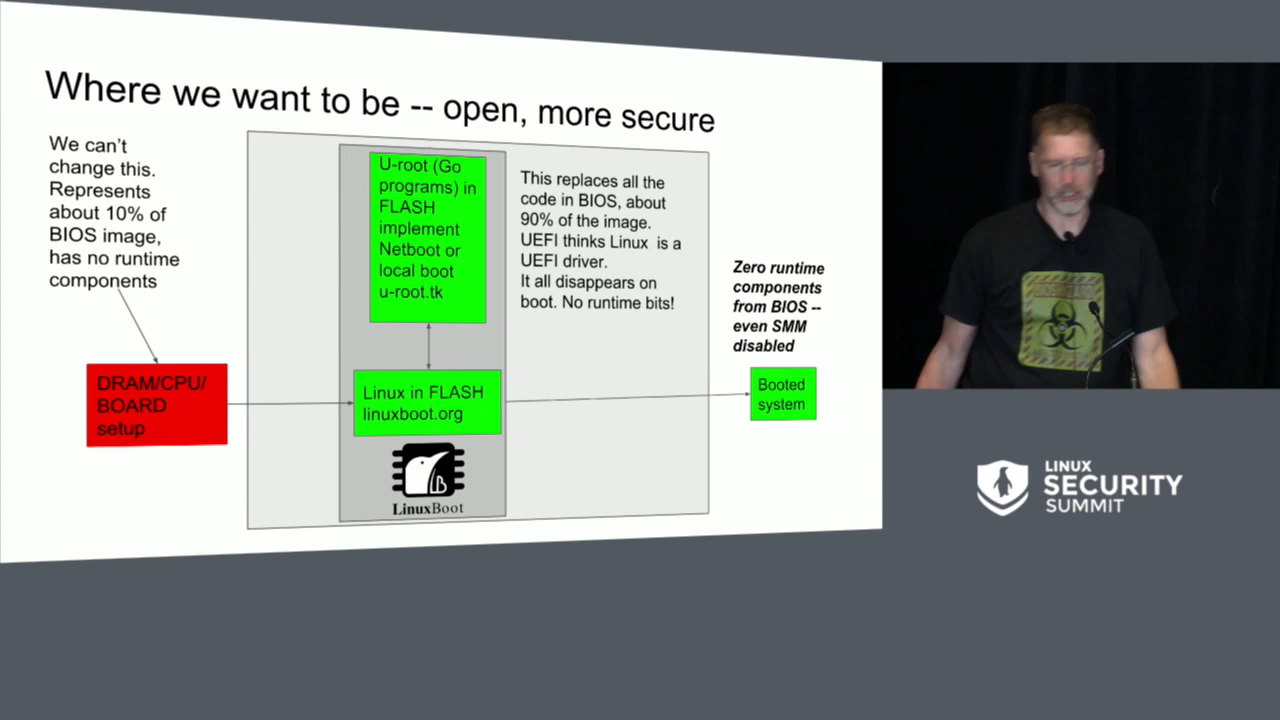 Where we want to be -- open, more secure
We can't
change this.
Represents
about 10% of
BIOS image,
has no runtime
components
U-root (Go
programs) in
FLASH
implement
Netboot or
local boot
u-root.tk
This replaces all the
code in BIOS, about
90% of the image.
UEFI thinks Linux is a
UEFI driver.
It all disappears on
boot. No runtime bits!
Zero runtime
components
from BIOS --
even SMM
disabled
DRAM/CPU/
BOARD
setup
Linux in FLASH
linuxboot.org
Booted
system
LB
LinuxBoot
LINUX
SECURITY
SUMMIT